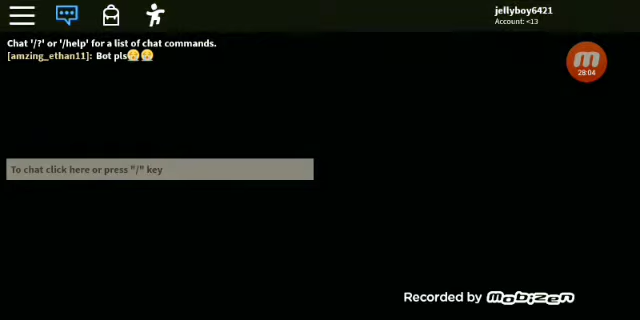 jellyboy6421
Account: <13
Chat '/?' or '/help' for a list of chat commands.
[amzing_ethan11]: Bot pls😢😢
28:04
To chat click here or press "/" key
Recorded by Mobizen